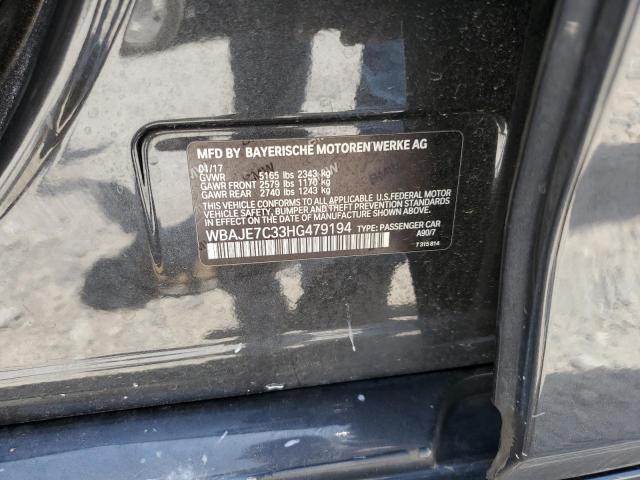 MFD BY BAYERISCHE MOTOREN WERKE AG
01/17
GVWR 5165 lbs 2343 kg
GAWR FRONT 2579 lbs 1170 kg
GAWR REAR 2740 lbs 1243 kg
THIS VEHICLE CONFORMS TO ALL APPLICABLE U.S.FEDERAL MOTOR
VEHICLE SAFETY, BUMPER AND THEFT PREVENTION STANDARDS
IN EFFECT ON THE DATE OF MANUFACTURE SHOWN ABOVE.
WBAJE7C33HG479194 TYPE: PASSENGER CAR
A90/7
7 315 814